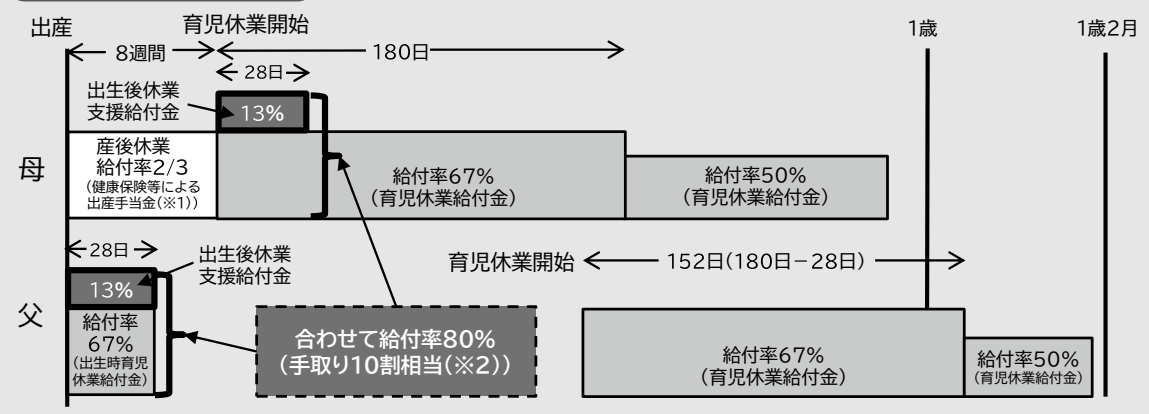 出産
育児休業開始
1歳
1歳2月
8週間
180日
28日
出生後休業
支援給付金
13%
母
産後休業
給付率2/3
(健康保険等による
出産手当金(※1))
給付率67%
(育児休業給付金)
給付率50%
(育児休業給付金)
28日
出生後休業
支援給付金
育児休業開始
152日(180日－28日)
13%
父
給付率
67%
(出生時育児
休業給付金)
合わせて給付率80%
(手取り10割相当(※2))
給付率67%
(育児休業給付金)
給付率50%
(育児休業給付金)